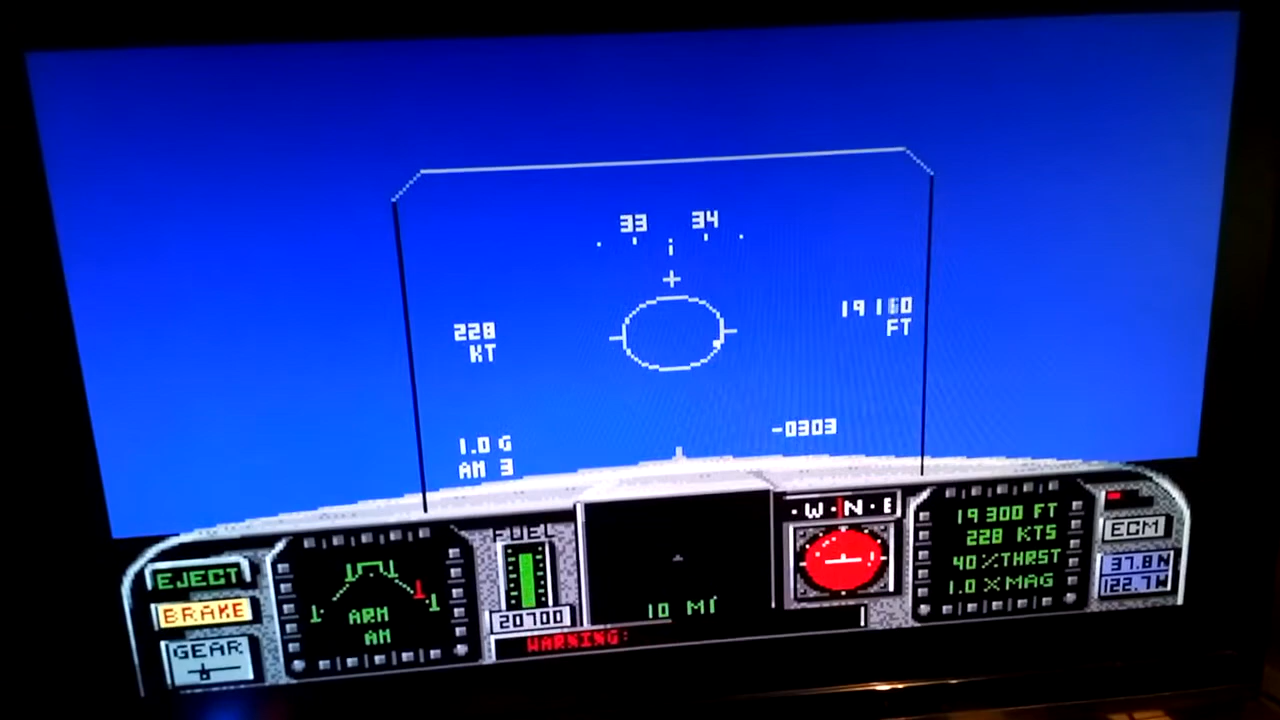 33 34
228
KT
FT
1.0 G
AM 3
-0303
EJECT
BRAKE
GEAR
ARM
AM
FUEL
20700
10 MI
WARNING:
W N E
19300 FT
228 KTS
40 %THRST
1.0 XMAG
ECM
37.8N
122.7W